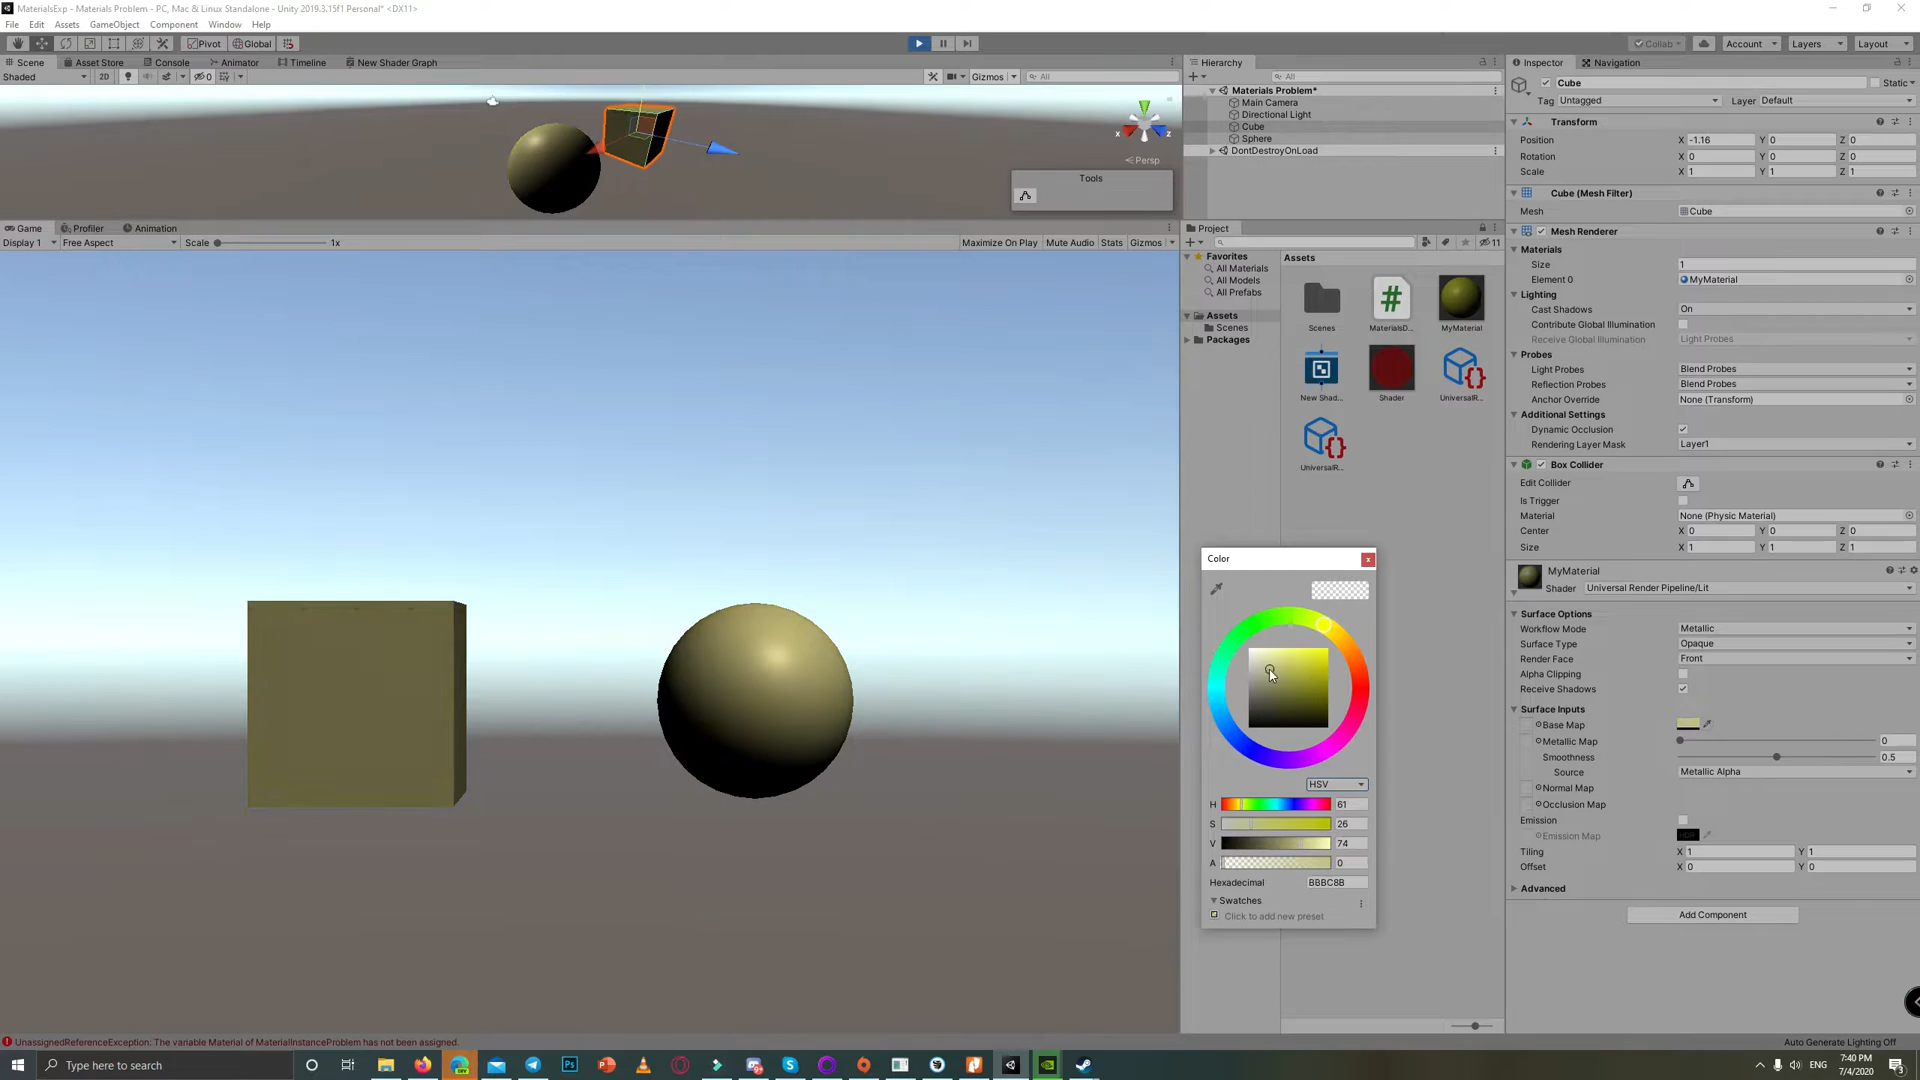 MaterialsExp - Materials Problem - PC, Mac & Linux Standalone - Unity 2019.3.15f1 Personal* <DX11>
File Edit Assets GameObject Component Window Help
Pivot Global Collab Account Layers Layout
Scene Asset Store Console Animator Timeline New Shader Graph
Shaded 2D 0 Gizmos All
x z
Persp
Tools
Game Profiler Animation
Display 1 Free Aspect Scale 1x Maximize On Play Mute Audio Stats Gizmos
Hierarchy
All
Materials Problem*
Main Camera
Directional Light
Cube
Sphere
DontDestroyOnLoad
Project
11
Favorites
All Materials
All Models
All Prefabs
Assets
Scenes
Packages
Assets
Scenes MaterialsD... MyMaterial
New Shad... Shader UniversalR...
UniversalR...
Color
HSV
H 61
S 26
V 74
A 0
Hexadecimal BBBC8B
Swatches
Click to add new preset
Inspector Navigation
Cube Static
Tag Untagged Layer Default
Transform
Position X -1.16 Y 0 Z 0
Rotation X 0 Y 0 Z 0
Scale X 1 Y 1 Z 1
Cube (Mesh Filter)
Mesh Cube
Mesh Renderer
Materials
Size 1
Element 0 MyMaterial
Lighting
Cast Shadows On
Contribute Global Illumination
Receive Global Illumination Light Probes
Probes
Light Probes Blend Probes
Reflection Probes Blend Probes
Anchor Override None (Transform)
Additional Settings
Dynamic Occlusion
Rendering Layer Mask Layer1
Box Collider
Edit Collider
Is Trigger
Material None (Physic Material)
Center X 0 Y 0 Z 0
Size X 1 Y 1 Z 1
MyMaterial
Shader Universal Render Pipeline/Lit
Surface Options
Workflow Mode Metallic
Surface Type Opaque
Render Face Front
Alpha Clipping
Receive Shadows
Surface Inputs
Base Map
Metallic Map 0
Smoothness 0.5
Source Metallic Alpha
Normal Map
Occlusion Map
Emission
Emission Map HDR
Tiling X 1 Y 1
Offset X 0 Y 0
Advanced
Add Component
UnassignedReferenceException: The variable Material of MaterialInstanceProblem has not been assigned.
Auto Generate Lighting Off
Type here to search
ENG
7:40 PM
7/4/2020